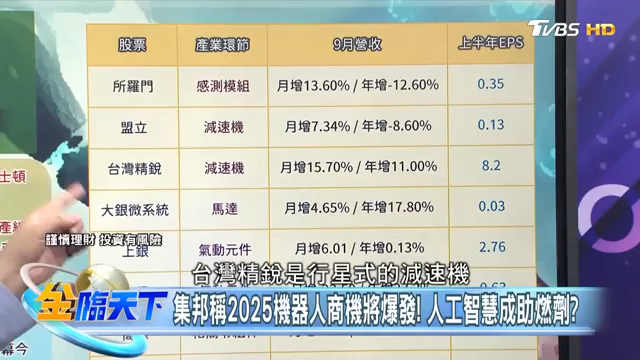 TVBS HD
股票 產業環節 9月營收 上半年EPS
所羅門 感測模組 月增13.60% / 年增-12.60% 0.35
盟立 減速機 月增7.34% / 年增-8.60% 0.13
台灣精銳 減速機 月增15.70% / 年增11.00% 8.2
大銀微系統 馬達 月增4.65% / 年增17.80% 0.03
上銀 氣動元件 月增6.01 / 年增0.13% 2.76
士頓
產經
謹慎理財 投資有風險
台灣精銳是行星式的減速機
金臨天下
集邦稱2025機器人商機將爆發! 人工智慧成助燃劑?
幕今